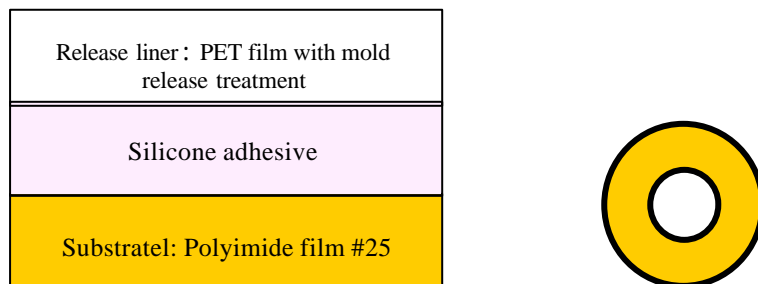 Release liner: PET film with mold
release treatment
Silicone adhesive
Substratel: Polyimide film #25